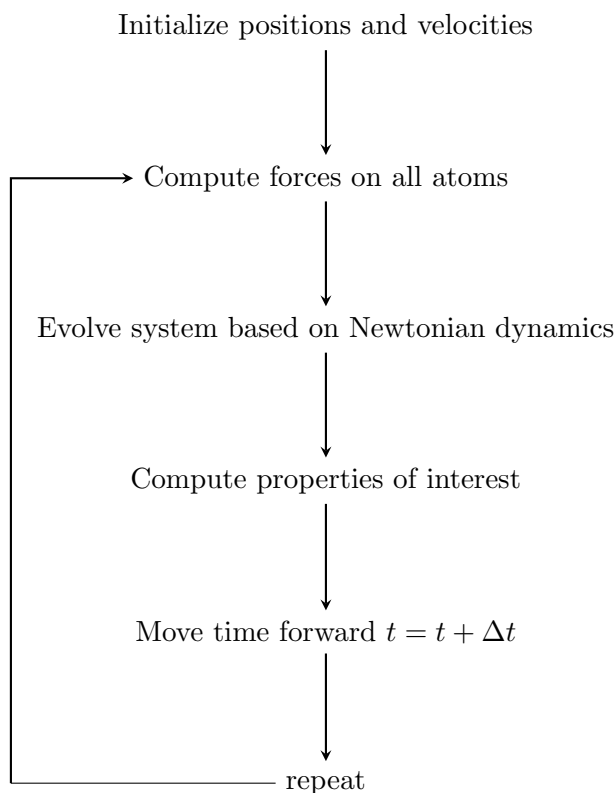 Initialize positions and velocities
Compute forces on all atoms
Evolve system based on Newtonian dynamics
Compute properties of interest
Move time forward t = t + Δt
repeat